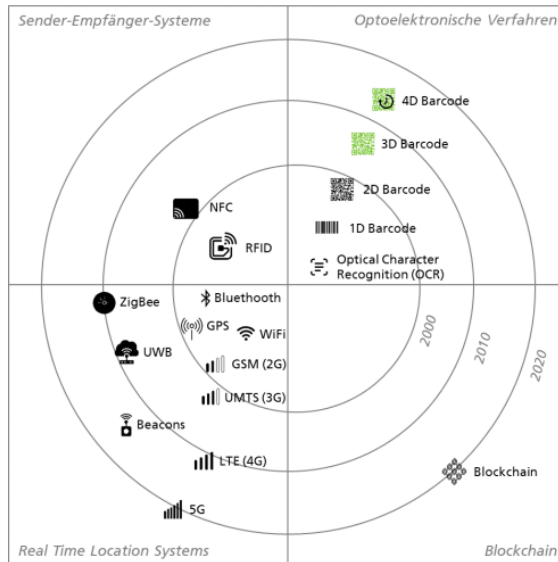 Sender-Empfänger-Systeme
Optoelektronische Verfahren
4D Barcode
3D Barcode
2D Barcode
NFC
1D Barcode
RFID
Optical Character
Recognition (OCR)
ZigBee
Bluethooth
GPS
WiFi
2000
2010
2020
UWB
GSM (2G)
UMTS (3G)
Beacons
LTE (4G)
Blockchain
5G
Real Time Location Systems
Blockchain